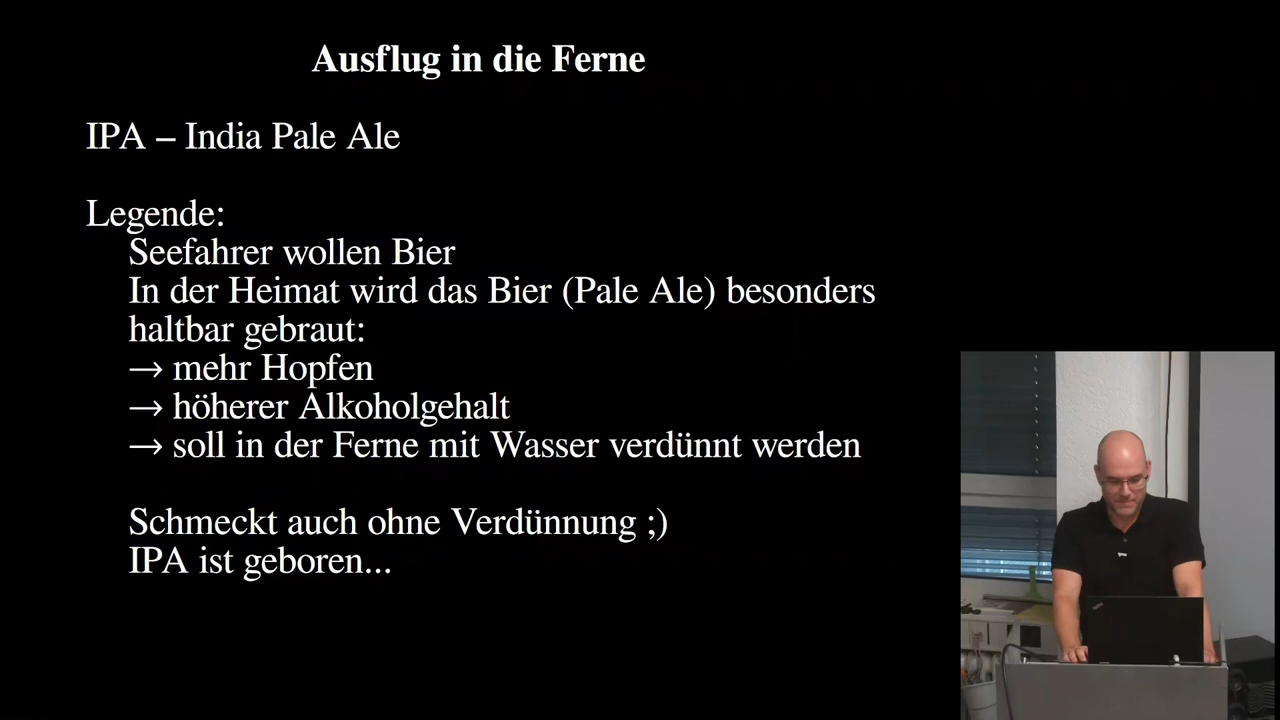 Ausflug in die Ferne
IPA – India Pale Ale
Legende:
Seefahrer wollen Bier
In der Heimat wird das Bier (Pale Ale) besonders
haltbar gebraut:
→ mehr Hopfen
→ höherer Alkoholgehalt
→ soll in der Ferne mit Wasser verdünnt werden
Schmeckt auch ohne Verdünnung ;)
IPA ist geboren...